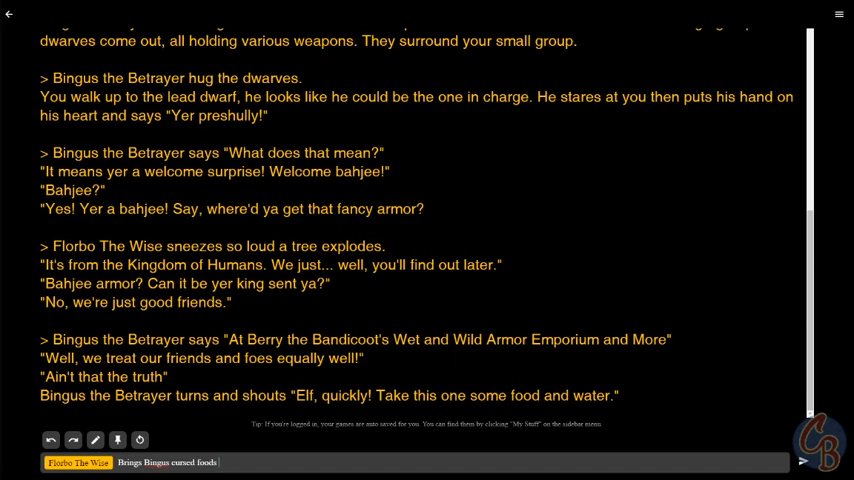 dwarves come out, all holding various weapons. They surround your small group.
> Bingus the Betrayer hug the dwarves.
You walk up to the lead dwarf, he looks like he could be the one in charge. He stares at you then puts his hand on
his heart and says "Yer preshully!"
> Bingus the Betrayer says "What does that mean?"
"It means yer a welcome surprise! Welcome bahjee!"
"Bahjee?"
"Yes! Yer a bahjee! Say, where'd ya get that fancy armor?
> Florbo The Wise sneezes so loud a tree explodes.
"It's from the Kingdom of Humans. We just... well, you'll find out later."
"Bahjee armor? Can it be yer king sent ya?"
"No, we're just good friends."
> Bingus the Betrayer says "At Berry the Bandicoot's Wet and Wild Armor Emporium and More"
"Well, we treat our friends and foes equally well!"
"Ain't that the truth"
Bingus the Betrayer turns and shouts "Elf, quickly! Take this one some food and water."
Tip: If you're logged in, your games are auto saved for you. You can find them by clicking "My Stuff" on the sidebar menu.
Florbo The Wise Brings Bingus cursed foods
CB